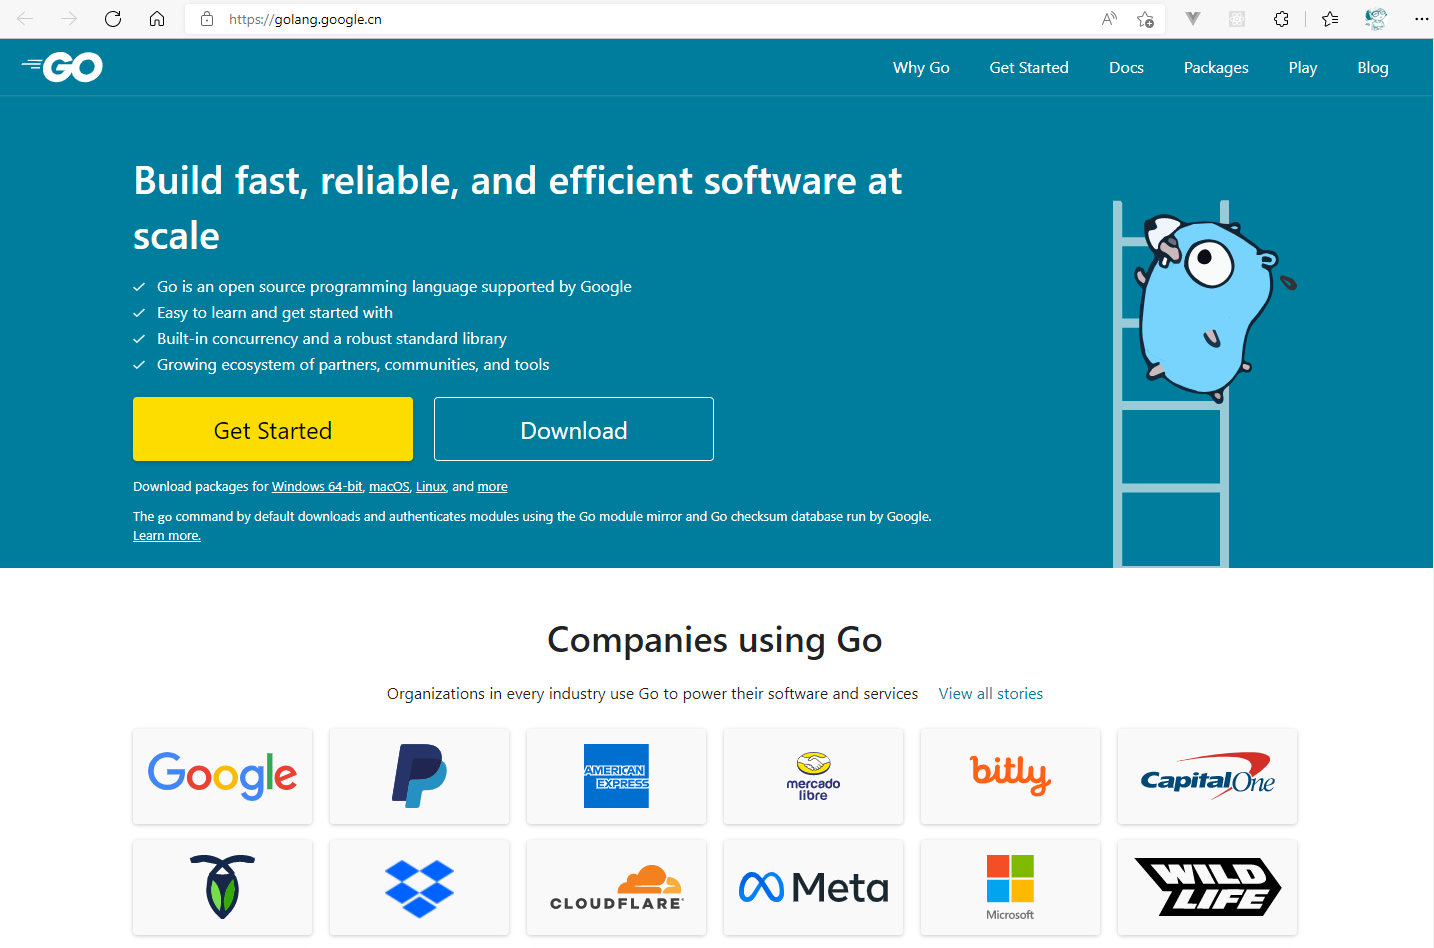 https://golang.google.cn
GO
Why Go
Get Started
Docs
Packages
Play
Blog
Build fast, reliable, and efficient software at
scale
Go is an open source programming language supported by Google
Easy to learn and get started with
Built-in concurrency and a robust standard library
Growing ecosystem of partners, communities, and tools
Get Started
Download
Download packages for Windows 64-bit, macOS, Linux, and more
The go command by default downloads and authenticates modules using the Go module mirror and Go checksum database run by Google.
Learn more.
Companies using Go
Organizations in every industry use Go to power their software and services
View all stories
Google
AMERICAN
EXPRESS
mercado
libre
bitly
CapitalOne
CLOUDFLARE
Meta
Microsoft
WILD
LIFE